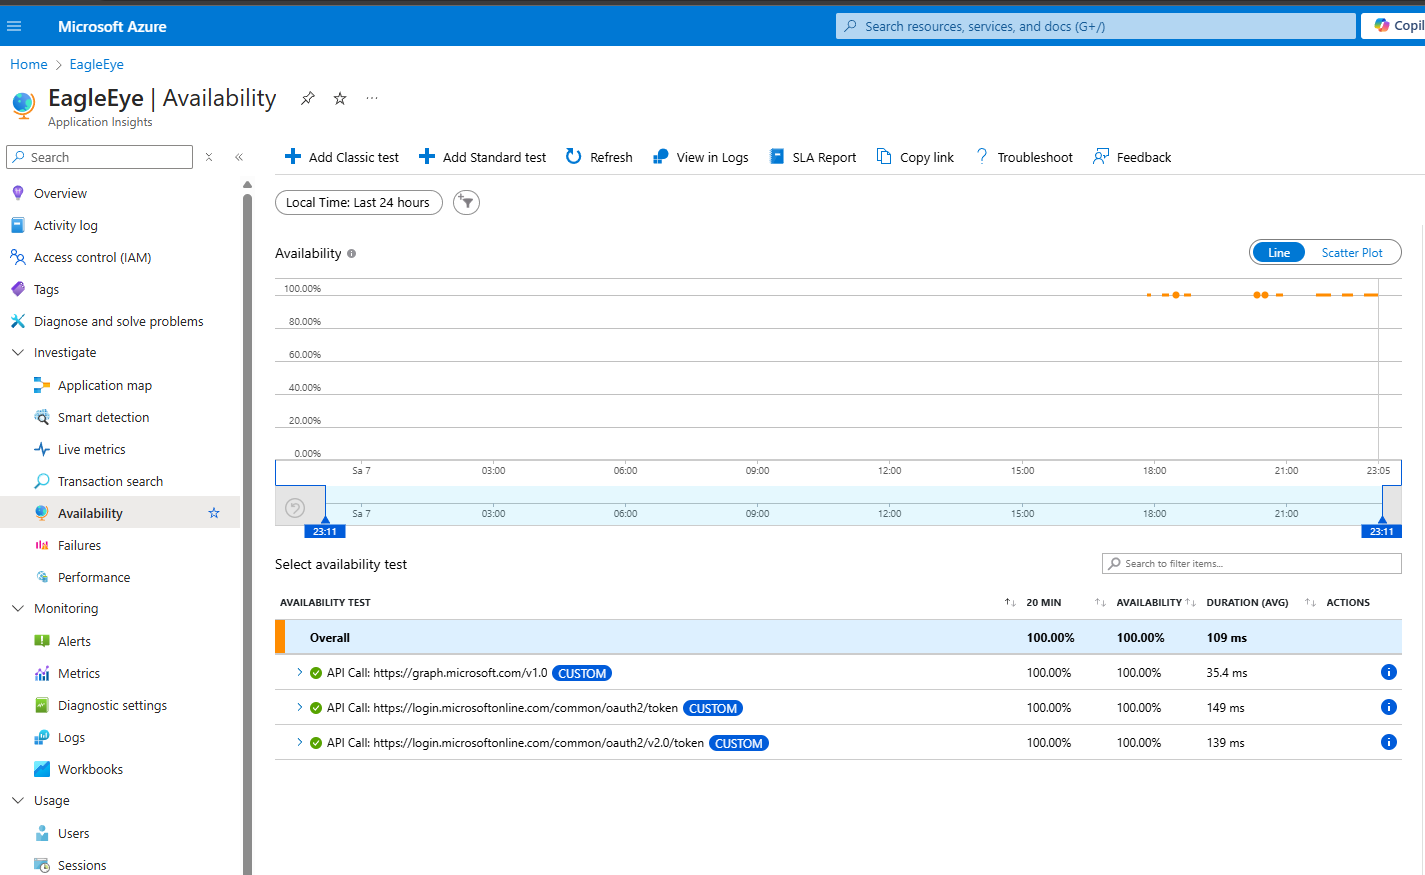 Microsoft Azure
Search resources, services, and docs (G+/)
Copil
Home > EagleEye
EagleEye | Availability
Application Insights
Search
Add Classic test
Add Standard test
Refresh
View in Logs
SLA Report
Copy link
Troubleshoot
Feedback
Overview
Activity log
Access control (IAM)
Tags
Diagnose and solve problems
Investigate
Application map
Smart detection
Live metrics
Transaction search
Availability
Failures
Performance
Monitoring
Alerts
Metrics
Diagnostic settings
Logs
Workbooks
Usage
Users
Sessions
Local Time: Last 24 hours
Availability
Line
Scatter Plot
100.00%
80.00%
60.00%
40.00%
20.00%
0.00%
Sa 7 03:00 06:00 09:00 12:00 15:00 18:00 21:00 23:05
Sa 7 03:00 06:00 09:00 12:00 15:00 18:00 21:00
23:11 23:11
Select availability test
Search to filter items...
AVAILABILITY TEST 20 MIN AVAILABILITY DURATION (AVG) ACTIONS
Overall 100.00% 100.00% 109 ms
API Call: https://graph.microsoft.com/v1.0 CUSTOM 100.00% 100.00% 35.4 ms
API Call: https://login.microsoftonline.com/common/oauth2/token CUSTOM 100.00% 100.00% 149 ms
API Call: https://login.microsoftonline.com/common/oauth2/v2.0/token CUSTOM 100.00% 100.00% 139 ms